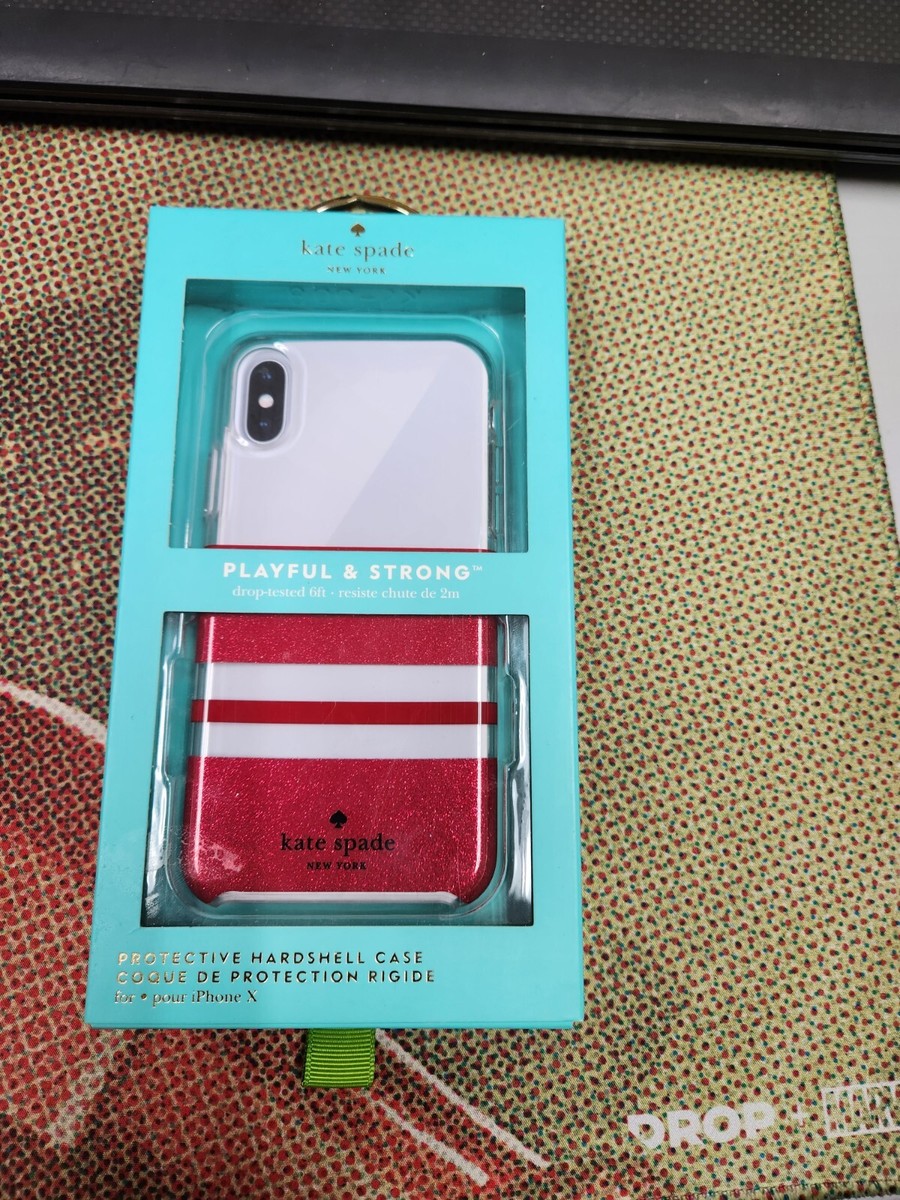 kate spade
NEW YORK
PLAYFUL & STRONG™
drop-tested 6ft · resiste chute de 2m
kate spade
NEW YORK
PROTECTIVE HARDSHELL CASE
COQUE DE PROTECTION RIGIDE
for • pour iPhone X
DROP +